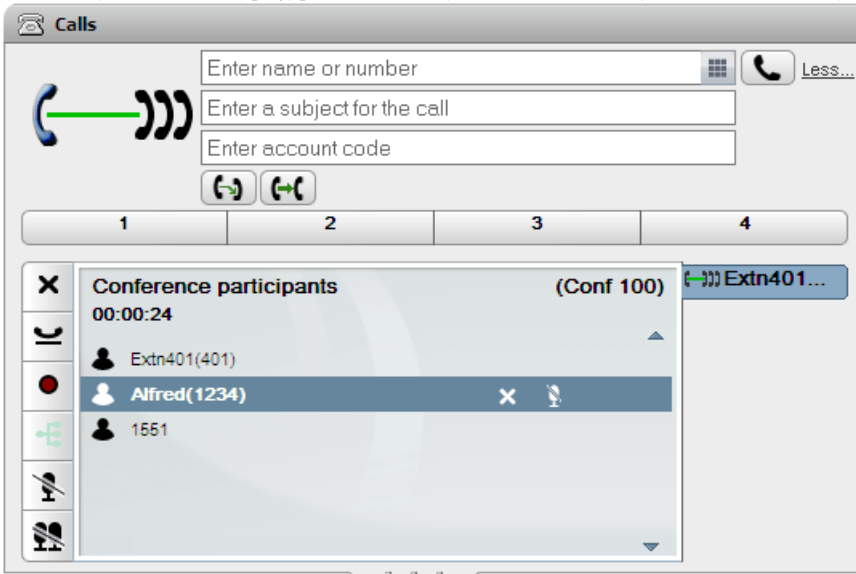 Calls
Enter name or number
Less...
Enter a subject for the call
Enter account code
1 2 3 4
Conference participants (Conf 100)
Extn401...
00:00:24
Extn401(401)
Alfred(1234)
1551